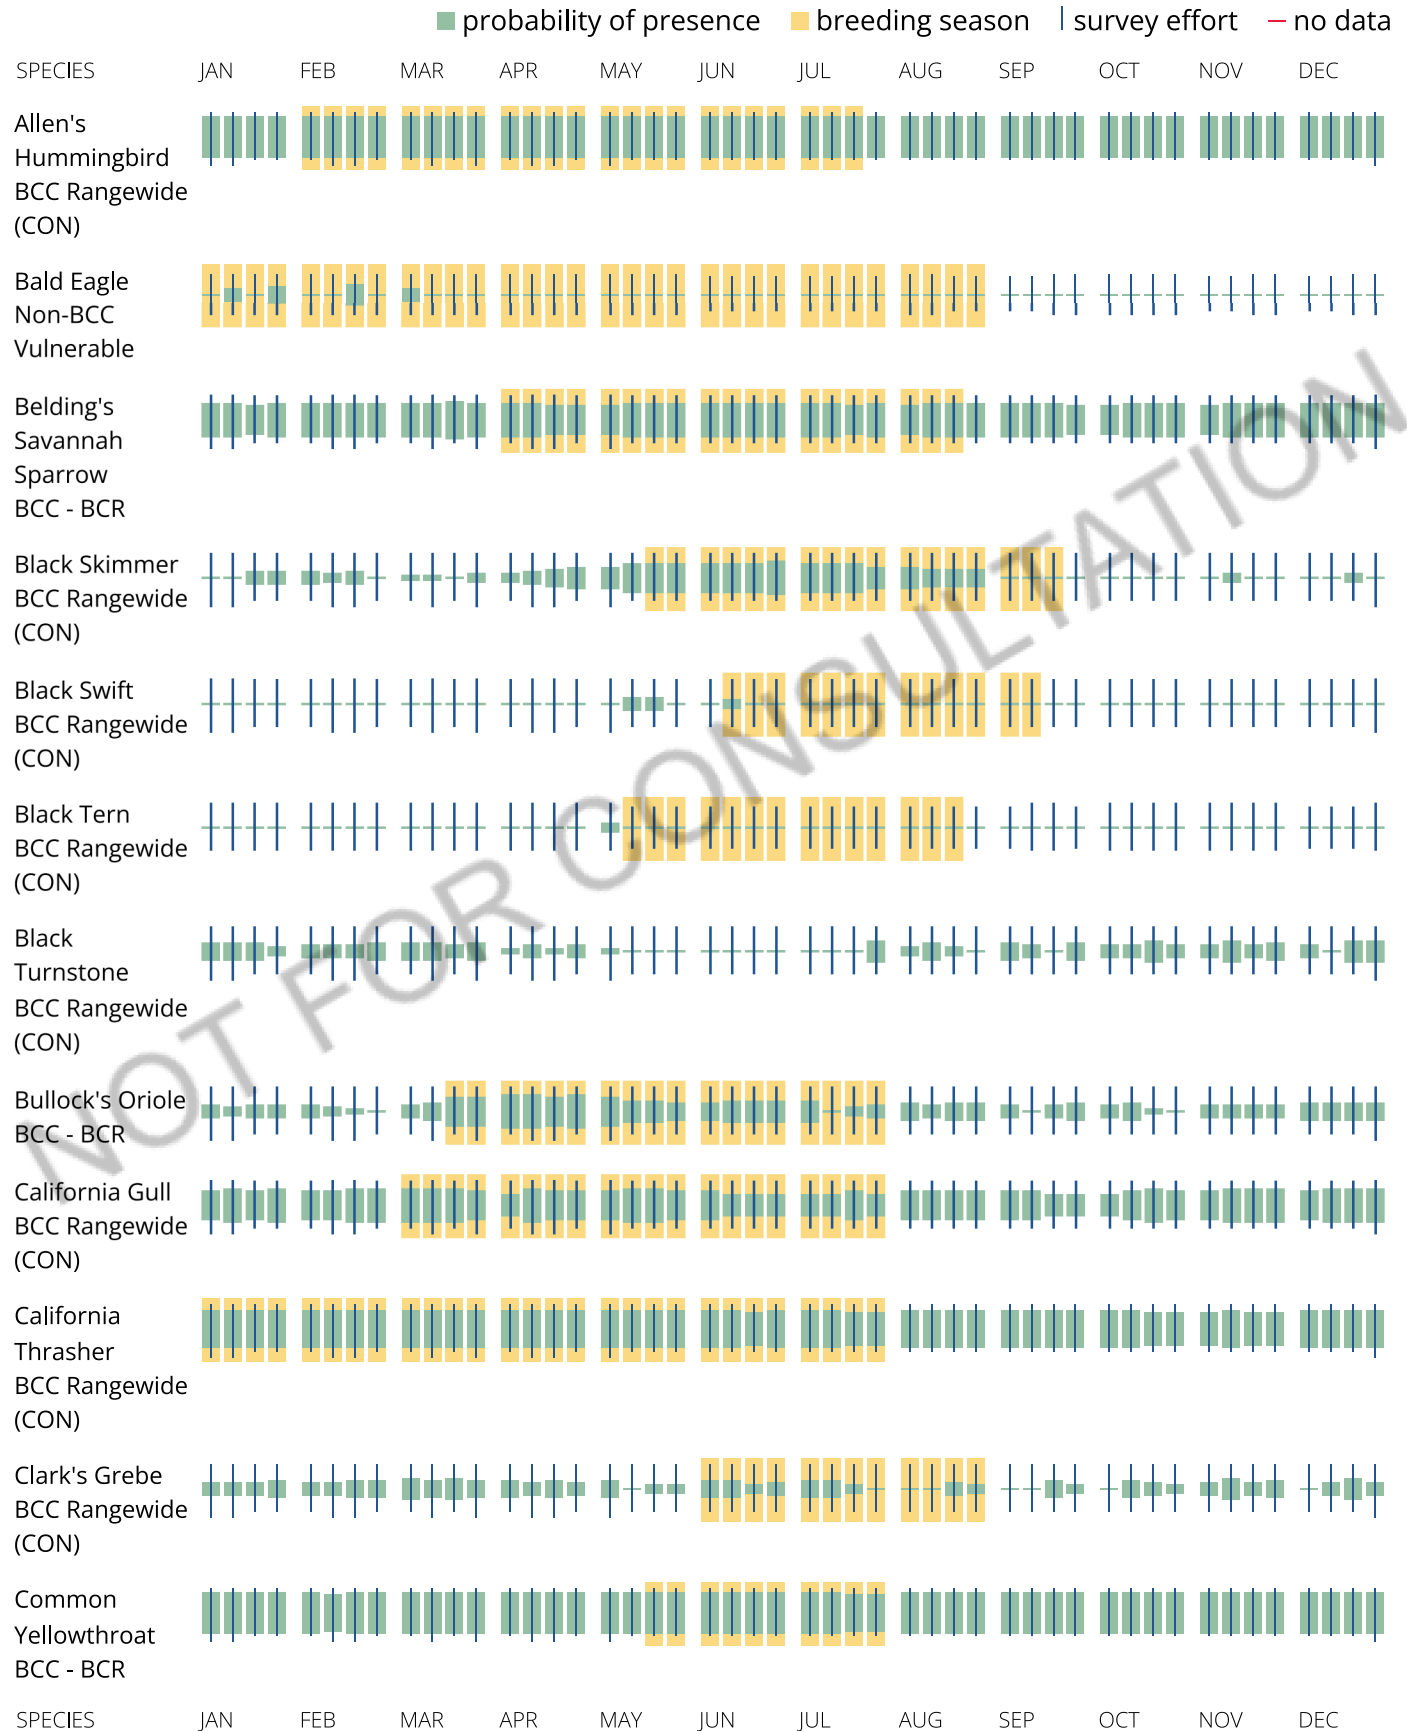 probability of presence breeding season survey effort no data
SPECIES JAN FEB MAR APR MAY JUN JUL AUG SEP OCT NOV DEC
Allen's
Hummingbird
BCC Rangewide
(CON)
Bald Eagle
Non-BCC
Vulnerable
Belding's
Savannah
Sparrow
BCC - BCR
Black Skimmer
BCC Rangewide
(CON)
Black Swift
BCC Rangewide
(CON)
Black Tern
BCC Rangewide
(CON)
Black
Turnstone
BCC Rangewide
(CON)
Bullock's Oriole
BCC - BCR
California Gull
BCC Rangewide
(CON)
California
Thrasher
BCC Rangewide
(CON)
Clark's Grebe
BCC Rangewide
(CON)
Common
Yellowthroat
BCC - BCR
SPECIES JAN FEB MAR APR MAY JUN JUL AUG SEP OCT NOV DEC
NOT FOR CONSULTATION